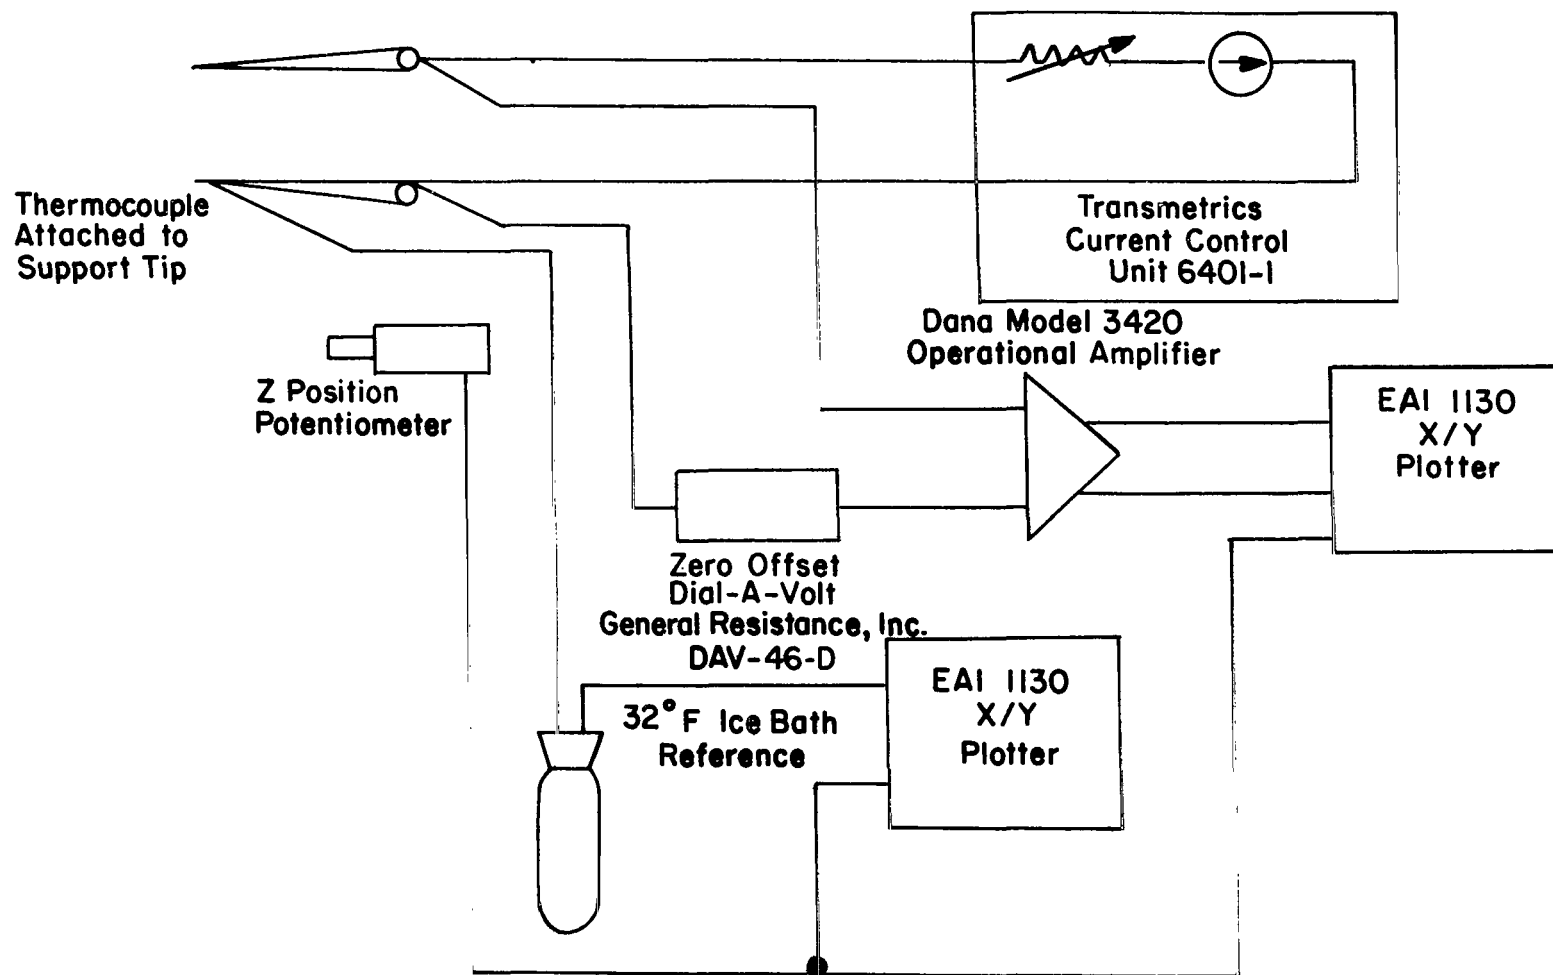 Thermocouple
Attached to
Support Tip
Transmetrics
Current Control
Unit 6401-1
Z Position
Potentiometer
Dana Model 3420
Operational Amplifier
EAI 1130
X/Y
Plotter
Zero Offset
Dial-A-Volt
General Resistance, Inc.
DAV-46-D
32°F Ice Bath
Reference
EAI 1130
X/Y
Plotter